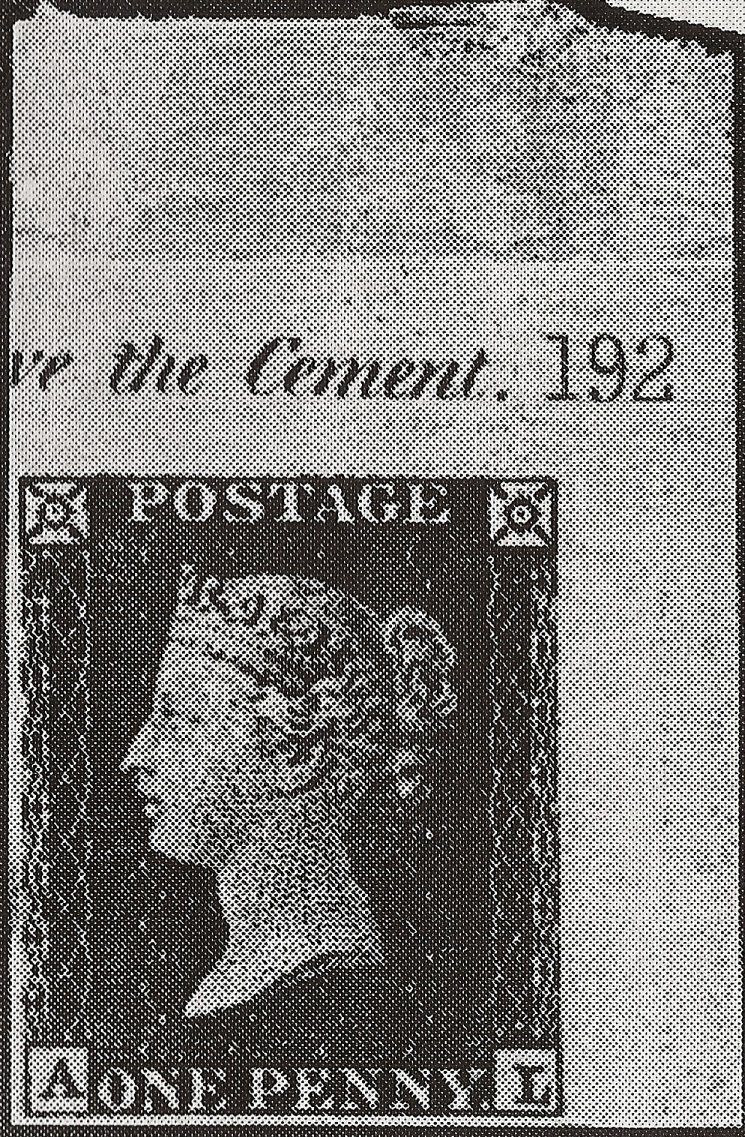 ve the Cement. 192
POSTAGE
A ONE PENNY. L